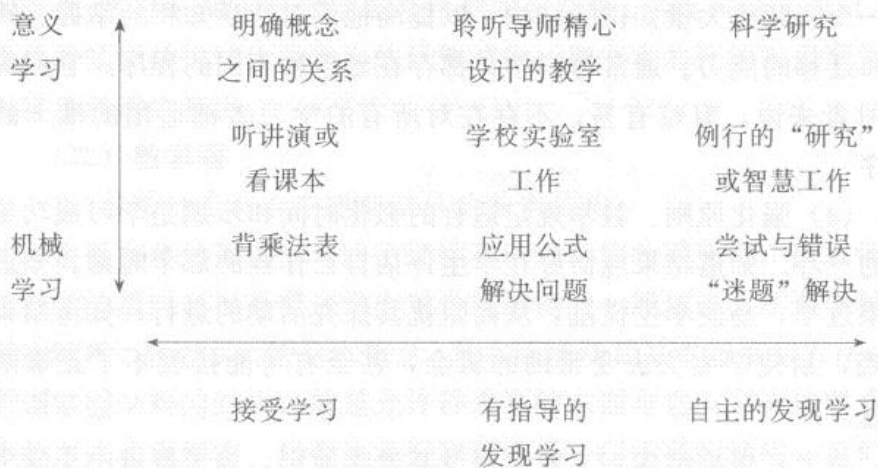 意义 明确概念 聆听导师精心 科学研究
学习 之间的关系 设计的教学
听讲演或 学校实验室 例行的“研究”
看课本 工作 或智慧工作
机械 背乘法表 应用公式 尝试与错误
学习 解决问题 “迷题”解决
接受学习 有指导的 自主的发现学习
发现学习